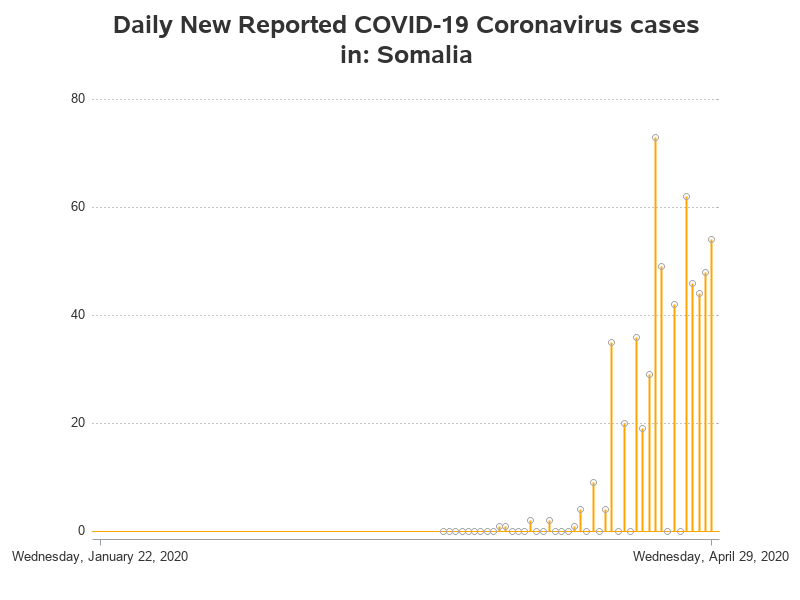 Daily New Reported COVID-19 Coronavirus cases
in: Somalia
80
60
40
20
0
Wednesday, January 22, 2020
Wednesday, April 29, 2020